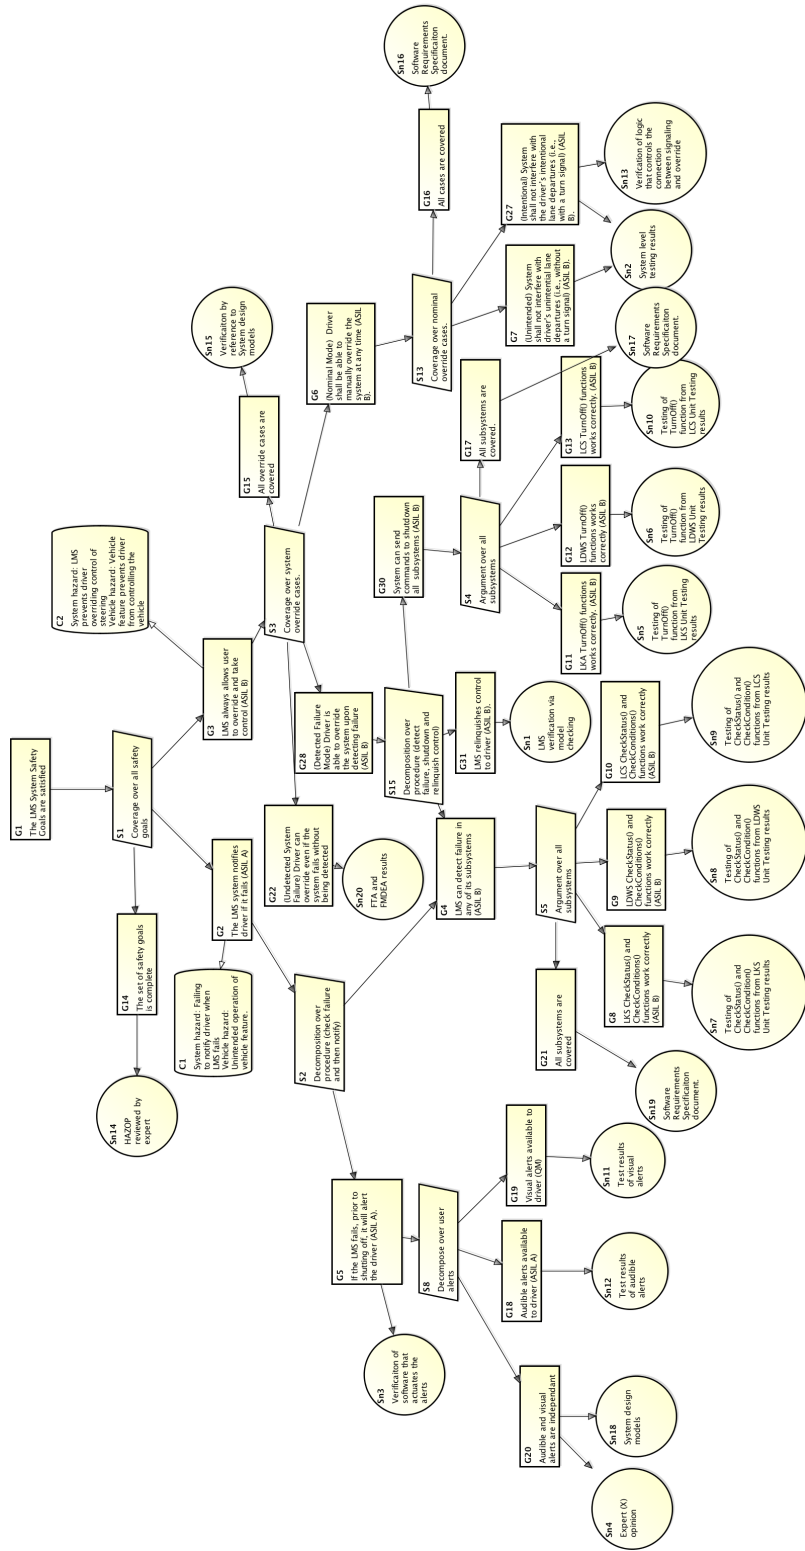 G1
The LMS System Safety
Goals are satisfied
S1
Coverage over all safety
goals
C2
System hazard: LMS
prevents driver
overriding control of
steering
Vehicle hazard: Vehicle
feature prevents driver
from controlling the
vehicle
G14
The set of safety goals
is complete
Sn14
HAZOP
reviewed by
expert
C1
System hazard: Failing
to notify driver when
LMS fails
Vehicle hazard:
Unintended operation of
vehicle feature.
G2
The LMS system notifies
driver if it fails (ASIL A)
G3
LMS always allows user
to override and take
control (ASIL B)
Sn15
Verificaiton by
reference to
System design
models
G15
All override cases are
covered
S3
Coverage over system
override cases.
S2
Decomposition over
procedure (check failure
and then notify)
G22
(Undetected System
Failure) Driver can
override even if the
system fails without
being detected
G28
(Detected Failure
Mode) Driver is
able to override
the system upon
detecting failure
(ASIL B)
G6
(Nominal Mode) Driver
shall be able to
manually override the
system at any time (ASIL
B).
Sn20
FTA and
FMDEA results
G5
If the LMS fails, prior to
shutting off, it will alert
the driver (ASIL A).
Sn3
Verificaiton of
software that
actuates the
alerts
S15
Decomposition over
procedure (detect
failure, shutdown and
relinquish control)
G30
System can send
commands to shutdown
all subsystems (ASIL B)
Sn16
Software
Requirements
Specificaiton
document.
G16
All cases are covered
S13
Coverage over nominal
override cases.
S8
Decompose over user
alerts
G4
LMS can detect failure in
any of its subsystems
(ASIL B)
G31
LMS relinquishes control
to driver (ASIL B).
S4
Argument over all
subsystems
G17
All subsystems are
covered.
G7
(Unintended) System
shall not interfere with
driver's unintential lane
departures (i.e., without
a turn signal) (ASIL B).
G27
(Intentional) System
shall not interfere with
the driver's intentional
lane departures (i.e.,
with a turn signal) (ASIL
B).
G20
Audible and visual
alerts are independant
G18
Audible alerts available
to driver (ASIL A)
G19
Visual alerts available to
driver (QM)
Sn1
LMS
verification via
model
checking
S5
Argument over all
subsystems
G21
All subsystems are
covered
G11
LKA TurnOff() functions
works correctly. (ASIL B)
G12
LDWS TurnOff()
functions works
correctly (ASIL B)
G13
LCS TurnOff() functions
works correctly. (ASIL B)
Sn4
Expert (X)
opinion
Sn18
System design
models
Sn12
Test results
of audible
alerts
Sn11
Test results
of visual
alerts
G8
LKS CheckStatus() and
CheckConditions()
functions work correctly
(ASIL B)
G9
LDWS CheckStatus() and
CheckConditions()
functions work correctly
(ASIL B)
G10
LCS CheckStatus() and
CheckConditions()
functions work correctly
(ASIL B)
Sn5
Testing of
TurnOff()
function from
LKS Unit Testing
results
Sn6
Testing of
TurnOff()
function from
LDWS Unit
Testing results
Sn10
Testing of
TurnOff()
function from
LCS Unit Testing
results
Sn17
Software
Requirements
Specificaiton
document.
Sn2
System level
testing results
Sn13
Verifcation of logic
that controls the
connection
between signaling
and override
Sn19
Software
Requirements
Specificaiton
document.
Sn7
Testing of
CheckStatus() and
CheckCondition()
functions from LKS
Unit Testing results
Sn8
Testing of
CheckStatus() and
CheckCondition()
functions from LDWS
Unit Testing results
Sn9
Testing of
CheckStatus() and
CheckCondition()
functions from LCS
Unit Testing results